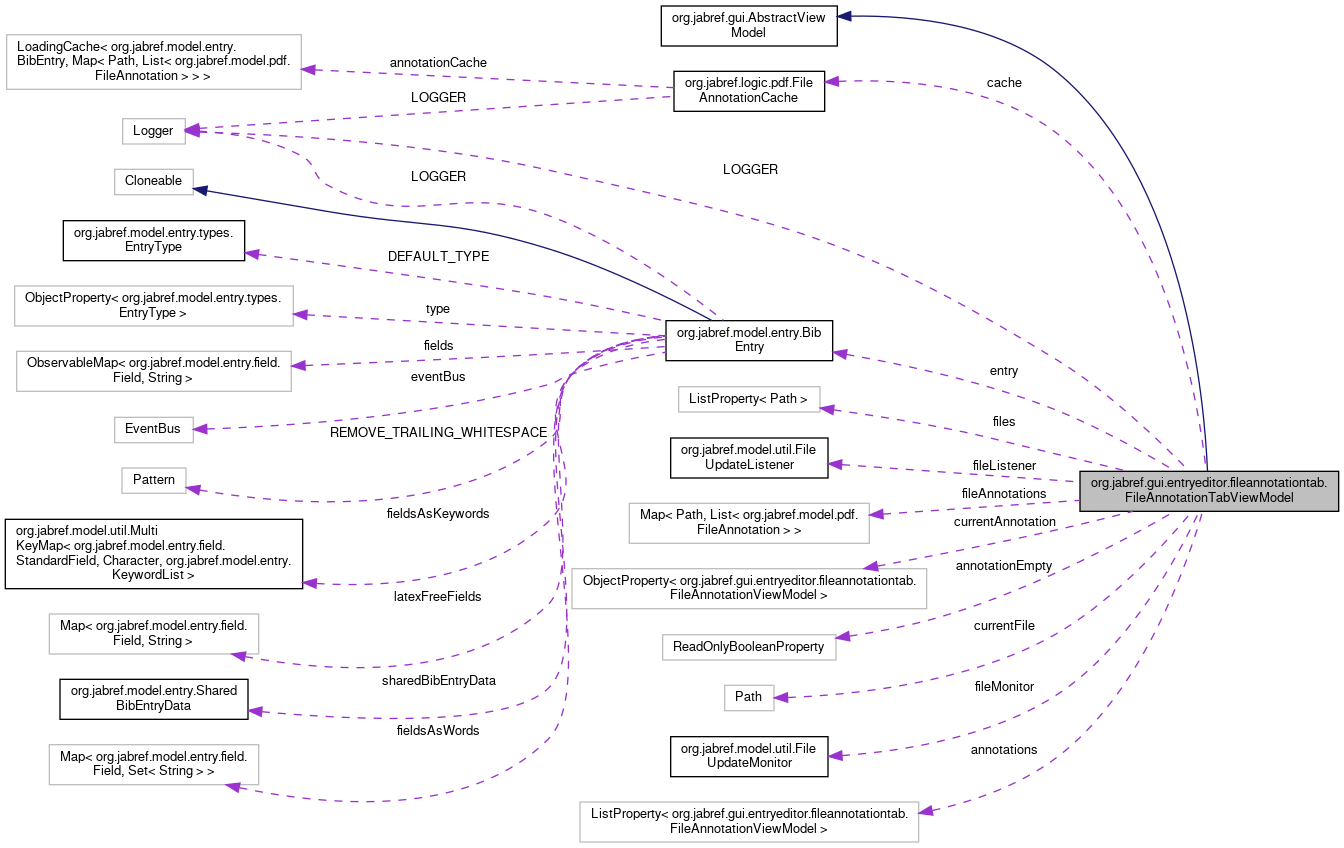 org.jabref.gui.AbstractView
Model
LoadingCache< org.jabref.model.entry.
BibEntry, Map< Path, List< org.jabref.model.pdf.
FileAnnotation > > >
annotationCache
org.jabref.logic.pdf.File
AnnotationCache
cache
LOGGER
Logger
LOGGER
LOGGER
Cloneable
org.jabref.model.entry.types.
EntryType
DEFAULT_TYPE
ObjectProperty< org.jabref.model.entry.types.
EntryType >
type
org.jabref.model.entry.Bib
Entry
fields
ObservableMap< org.jabref.model.entry.field.
Field, String >
eventBus
entry
ListProperty< Path >
EventBus
REMOVE_TRAILING_WHITESPACE
files
org.jabref.model.util.File
UpdateListener
fileListener
Pattern
org.jabref.gui.entryeditor.fileannotationtab.
FileAnnotationTabViewModel
fileAnnotations
Map< Path, List< org.jabref.model.pdf.
FileAnnotation > >
fieldsAsKeywords
currentAnnotation
org.jabref.model.util.Multi
KeyMap< org.jabref.model.entry.field.
StandardField, Character, org.jabref.model.entry.
KeywordList >
annotationEmpty
ObjectProperty< org.jabref.gui.entryeditor.fileannotationtab.
FileAnnotationViewModel >
latexFreeFields
Map< org.jabref.model.entry.field.
Field, String >
currentFile
ReadOnlyBooleanProperty
sharedBibEntryData
org.jabref.model.entry.Shared
BibEntryData
fileMonitor
Path
fieldsAsWords
Map< org.jabref.model.entry.field.
Field, Set< String > >
org.jabref.model.util.File
UpdateMonitor
annotations
ListProperty< org.jabref.gui.entryeditor.fileannotationtab.
FileAnnotationViewModel >